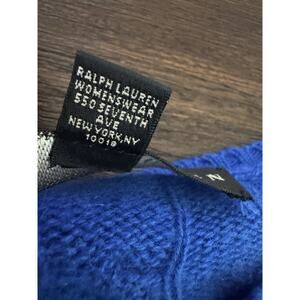 RALPH LAUREN
WOMENSWEAR
550 SEVENTH
AVE
NEW YORK, NY
10018